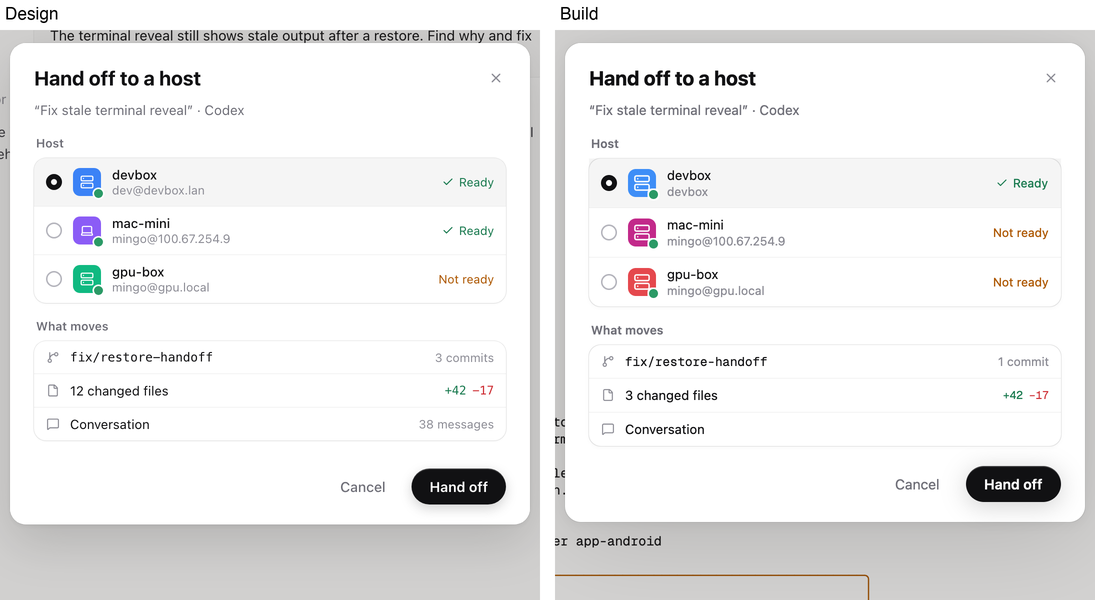 Design
The terminal reveal still shows stale output after a restore. Find why and fix
Hand off to a host
“Fix stale terminal reveal” · Codex
Host
devbox
dev@devbox.lan
Ready
mac-mini
mingo@100.67.254.9
Ready
gpu-box
mingo@gpu.local
Not ready
What moves
fix/restore-handoff
3 commits
12 changed files
+42 −17
Conversation
38 messages
Cancel
Hand off
Build
Hand off to a host
“Fix stale terminal reveal” · Codex
Host
devbox
devbox
Ready
mac-mini
mingo@100.67.254.9
Not ready
gpu-box
mingo@gpu.local
Not ready
What moves
fix/restore-handoff
1 commit
3 changed files
+42 −17
Conversation
Cancel
Hand off
er app-android